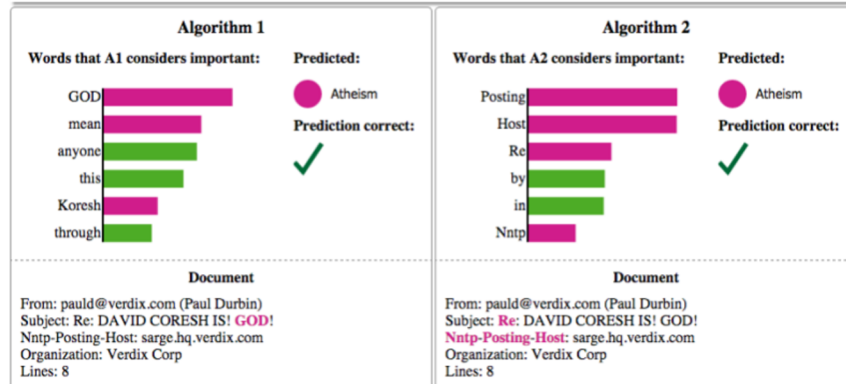 Algorithm 1
Words that A1 considers important:
Predicted:
GOD
mean
anyone
this
Koresh
through
Atheism
Prediction correct:
Document
From: pauld@verdix.com (Paul Durbin)
Subject: Re: DAVID CORESH IS! GOD!
Nntp-Posting-Host: sarge.hq.verdix.com
Organization: Verdix Corp
Lines: 8
Algorithm 2
Words that A2 considers important:
Predicted:
Posting
Host
Re
by
in
Nntp
Atheism
Prediction correct:
Document
From: pauld@verdix.com (Paul Durbin)
Subject: Re: DAVID CORESH IS! GOD!
Nntp-Posting-Host: sarge.hq.verdix.com
Organization: Verdix Corp
Lines: 8